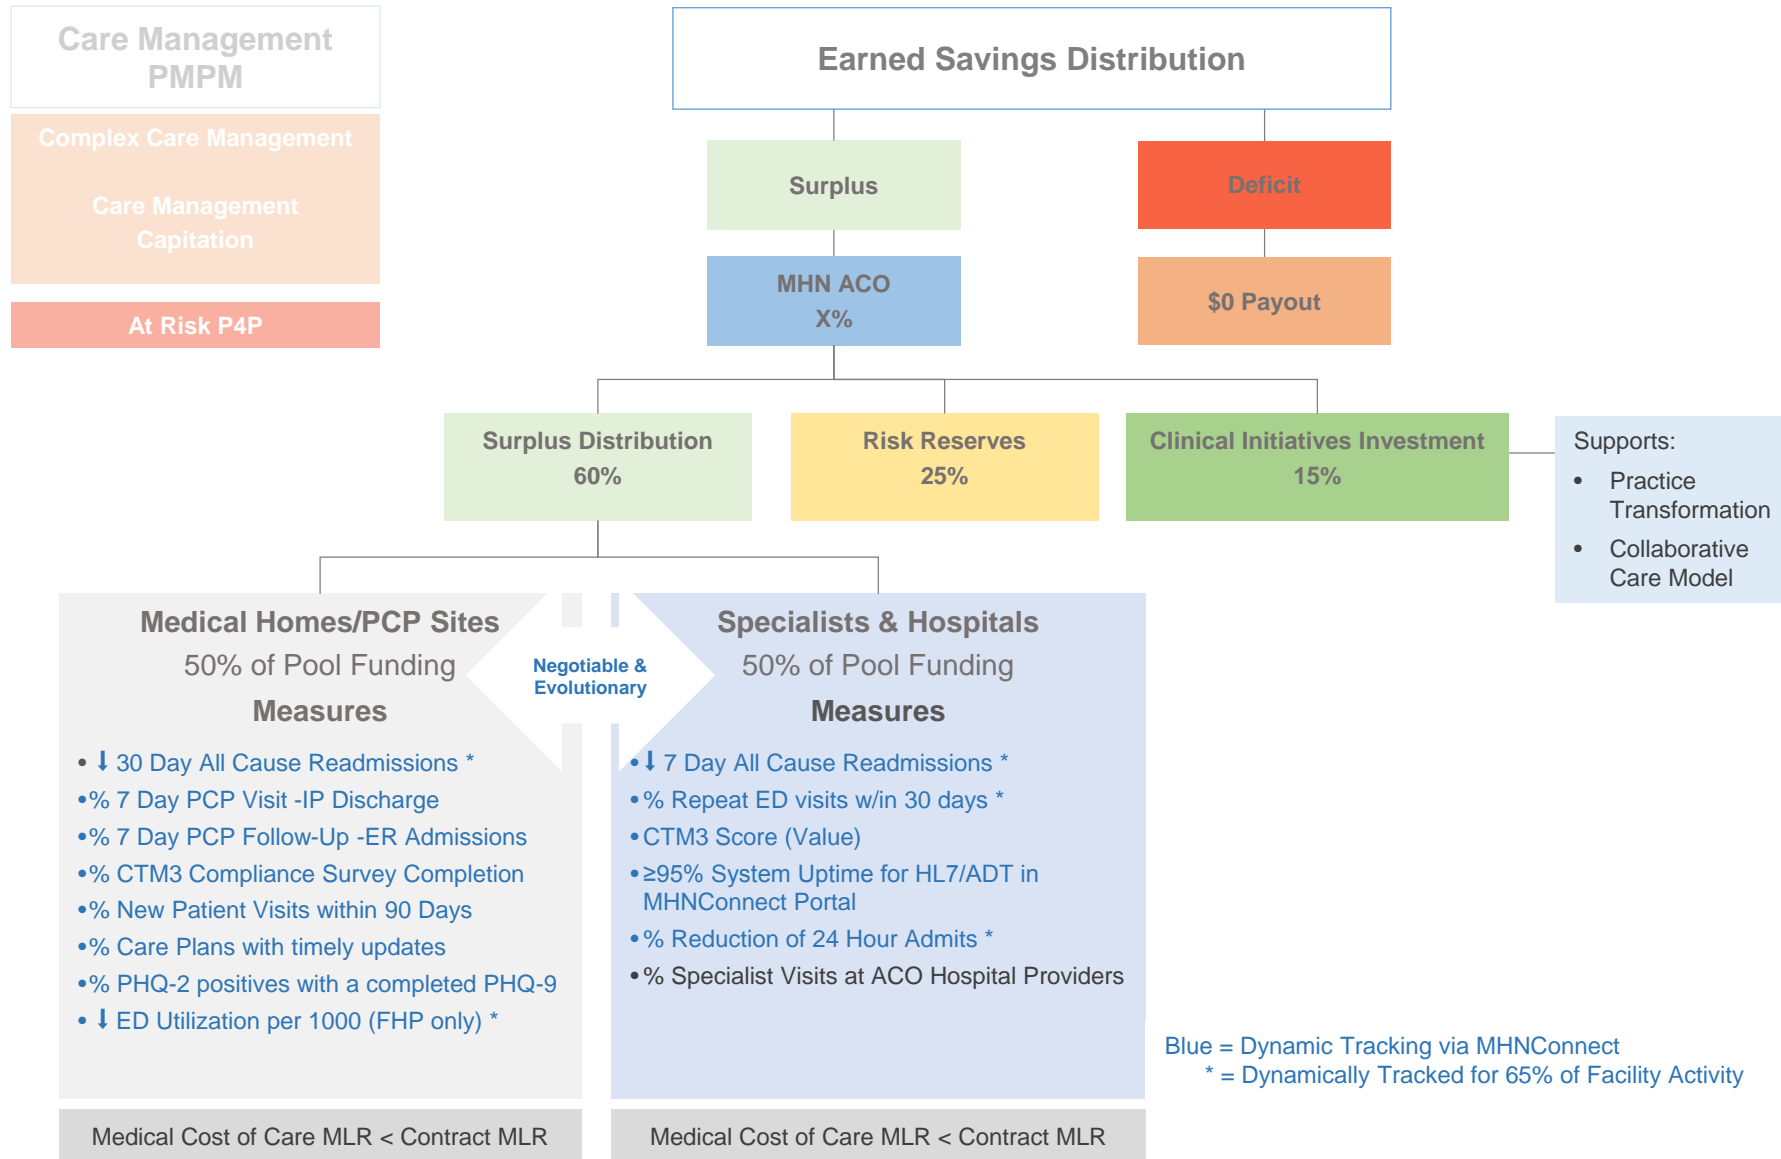 Care Management
PMPM
Complex Care Management
Care Management
Capitation
At Risk P4P
Earned Savings Distribution
Surplus
Deficit
MHN ACO
X%
$0 Payout
Surplus Distribution
60%
Risk Reserves
25%
Clinical Initiatives Investment
15%
Supports:
• Practice
Transformation
• Collaborative
Care Model
Medical Homes/PCP Sites
50% of Pool Funding
Measures
• ⬇ 30 Day All Cause Readmissions *
•% 7 Day PCP Visit -IP Discharge
•% 7 Day PCP Follow-Up -ER Admissions
•% CTM3 Compliance Survey Completion
•% New Patient Visits within 90 Days
•% Care Plans with timely updates
•% PHQ-2 positives with a completed PHQ-9
• ⬇ ED Utilization per 1000 (FHP only) *
Medical Cost of Care MLR < Contract MLR
Negotiable &
Evolutionary
Specialists & Hospitals
50% of Pool Funding
Measures
•⬇ 7 Day All Cause Readmissions *
•% Repeat ED visits w/in 30 days *
•CTM3 Score (Value)
•≥95% System Uptime for HL7/ADT in
MHNConnect Portal
•% Reduction of 24 Hour Admits *
•% Specialist Visits at ACO Hospital Providers
Medical Cost of Care MLR < Contract MLR
Blue = Dynamic Tracking via MHNConnect
* = Dynamically Tracked for 65% of Facility Activity